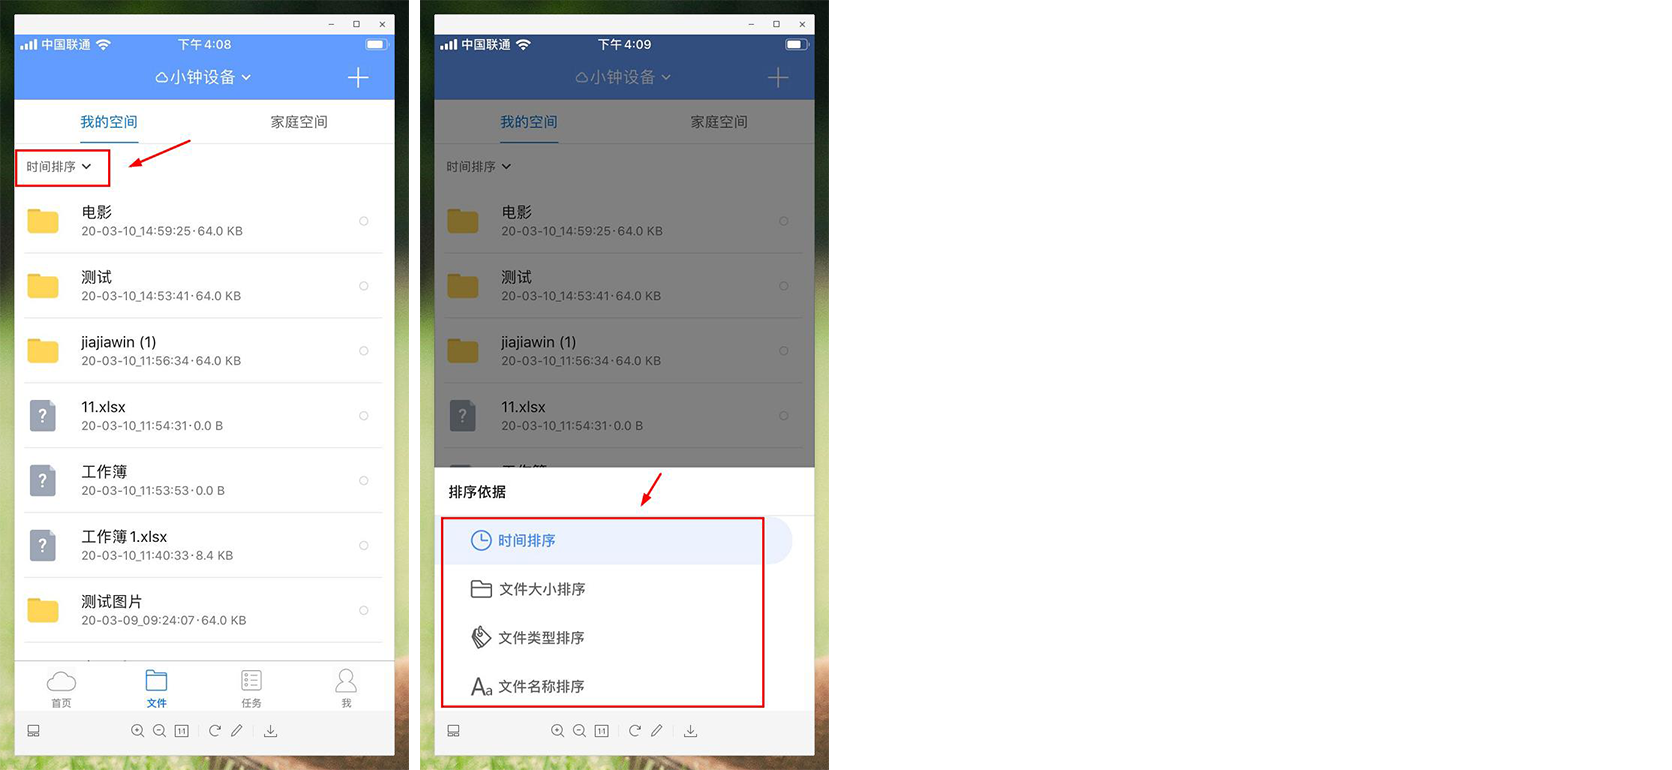 中国联通
下午4:08
小钟设备
我的空间
家庭空间
时间排序
电影
20-03-10_14:59:25·64.0 KB
测试
20-03-10_14:53:41·64.0 KB
jiajiawin (1)
20-03-10_11:56:34·64.0 KB
?
11.xlsx
20-03-10_11:54:31·0.0 B
?
工作簿
20-03-10_11:53:53·0.0 B
?
工作簿1.xlsx
20-03-10_11:40:33·8.4 KB
测试图片
20-03-09_09:24:07·64.0 KB
首页
文件
任务
我
1:1
中国联通
下午4:09
小钟设备
我的空间
家庭空间
时间排序
电影
20-03-10_14:59:25·64.0 KB
测试
20-03-10_14:53:41·64.0 KB
jiajiawin (1)
20-03-10_11:56:34·64.0 KB
?
11.xlsx
20-03-10_11:54:31·0.0 B
排序依据
时间排序
文件大小排序
文件类型排序
Aa 文件名称排序
1:1